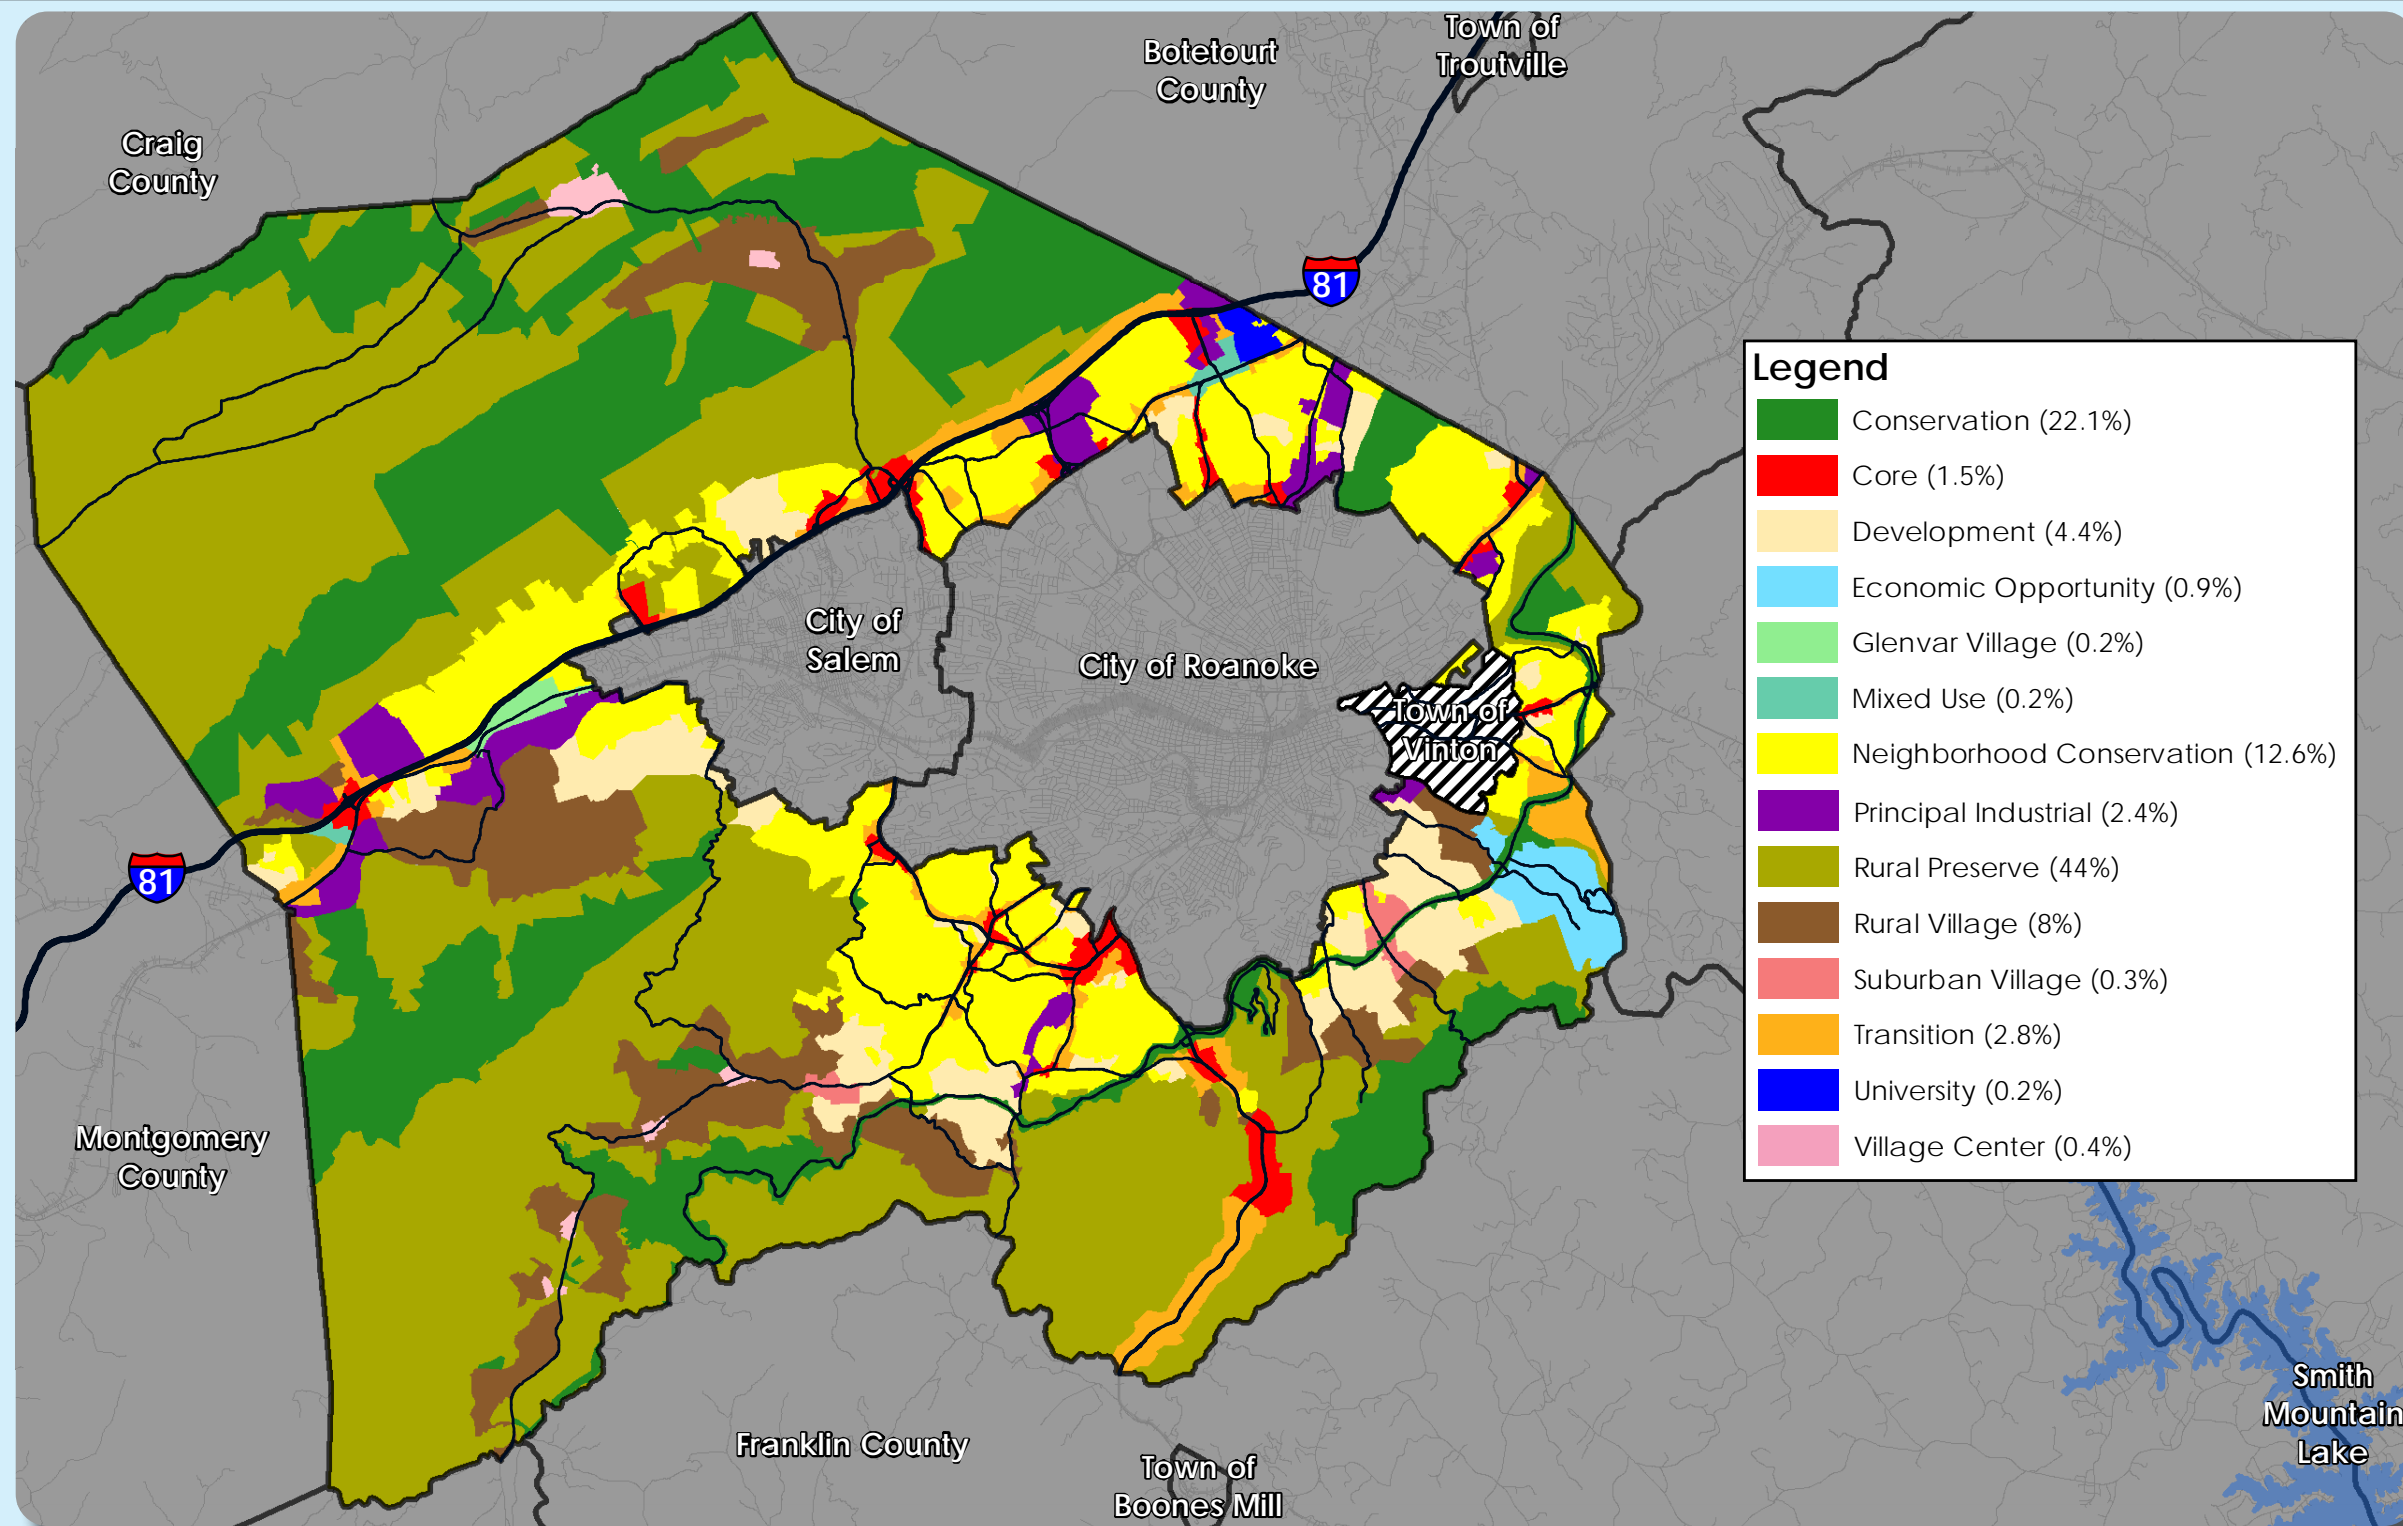 Town of
Troutville
Botetourt
County
Craig
County
81
Legend
Conservation (22.1%)
Core (1.5%)
Development (4.4%)
Economic Opportunity (0.9%)
Glenvar Village (0.2%)
Mixed Use (0.2%)
Neighborhood Conservation (12.6%)
Principal Industrial (2.4%)
Rural Preserve (44%)
Rural Village (8%)
Suburban Village (0.3%)
Transition (2.8%)
University (0.2%)
Village Center (0.4%)
City of
Salem
City of Roanoke
Town of
Vinton
81
Montgomery
County
Franklin County
Town of
Boones Mill
Smith
Mountain
Lake